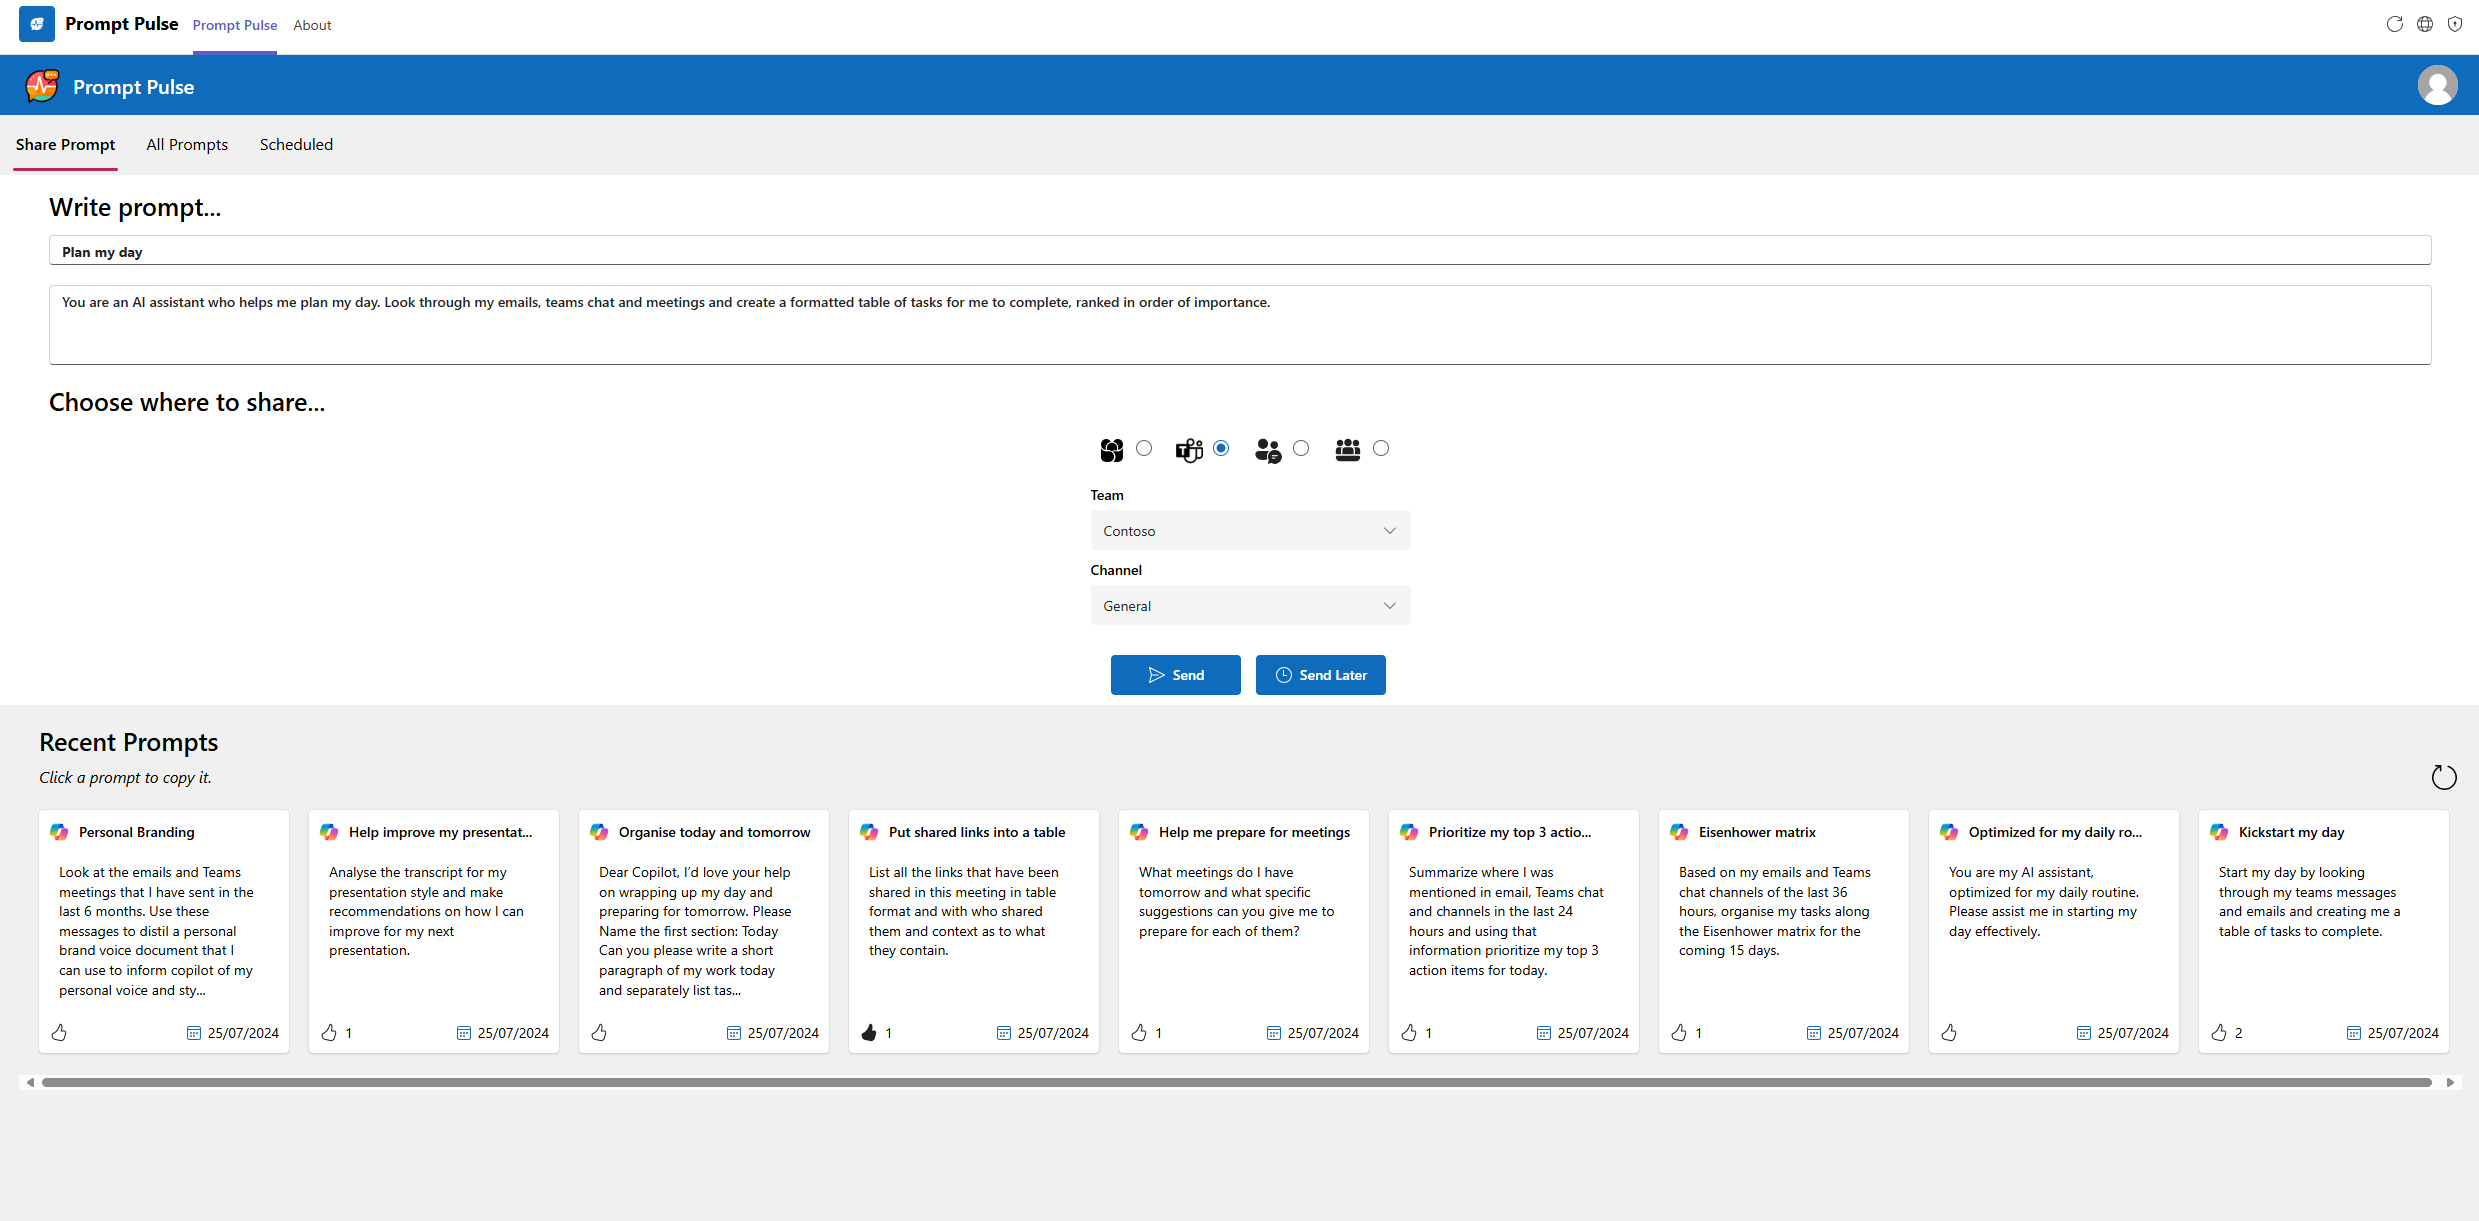 Prompt Pulse Prompt Pulse About
Prompt Pulse
Share Prompt All Prompts Scheduled
Write prompt...
Plan my day
You are an AI assistant who helps me plan my day. Look through my emails, teams chat and meetings and create a formatted table of tasks for me to complete, ranked in order of importance.
Choose where to share...
Team
Contoso
Channel
General
Send Send Later
Recent Prompts
Click a prompt to copy it.
Personal Branding
Look at the emails and Teams
meetings that I have sent in the
last 6 months. Use these
messages to distil a personal
brand voice document that I
can use to inform copilot of my
personal voice and sty...
25/07/2024
Help improve my presentat...
Analyse the transcript for my
presentation style and make
recommendations on how I can
improve for my next
presentation.
1 25/07/2024
Organise today and tomorrow
Dear Copilot, I'd love your help
on wrapping up my day and
preparing for tomorrow. Please
Name the first section: Today
Can you please write a short
paragraph of my work today
and separately list tas...
25/07/2024
Put shared links into a table
List all the links that have been
shared in this meeting in table
format and with who shared
them and context as to what
they contain.
1 25/07/2024
Help me prepare for meetings
What meetings do I have
tomorrow and what specific
suggestions can you give me to
prepare for each of them?
1 25/07/2024
Prioritize my top 3 actio...
Summarize where I was
mentioned in email, Teams chat
and channels in the last 24
hours and using that
information prioritize my top 3
action items for today.
1 25/07/2024
Eisenhower matrix
Based on my emails and Teams
chat channels of the last 36
hours, organise my tasks along
the Eisenhower matrix for the
coming 15 days.
1 25/07/2024
Optimized for my daily ro...
You are my AI assistant,
optimized for my daily routine.
Please assist me in starting my
day effectively.
25/07/2024
Kickstart my day
Start my day by looking
through my teams messages
and emails and creating me a
table of tasks to complete.
2 25/07/2024